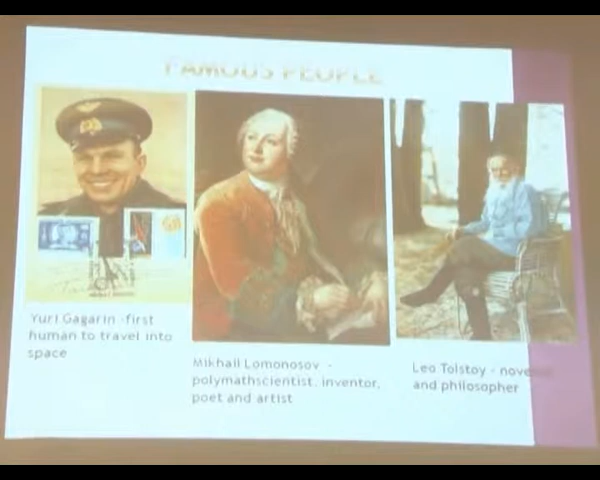 FAMOUS PEOPLE
Yuri Gagarin -first
human to travel into
space
Mikhail Lomonosov -
polymathscientist, inventor,
poet and artist
Leo Tolstoy -
and philosopher